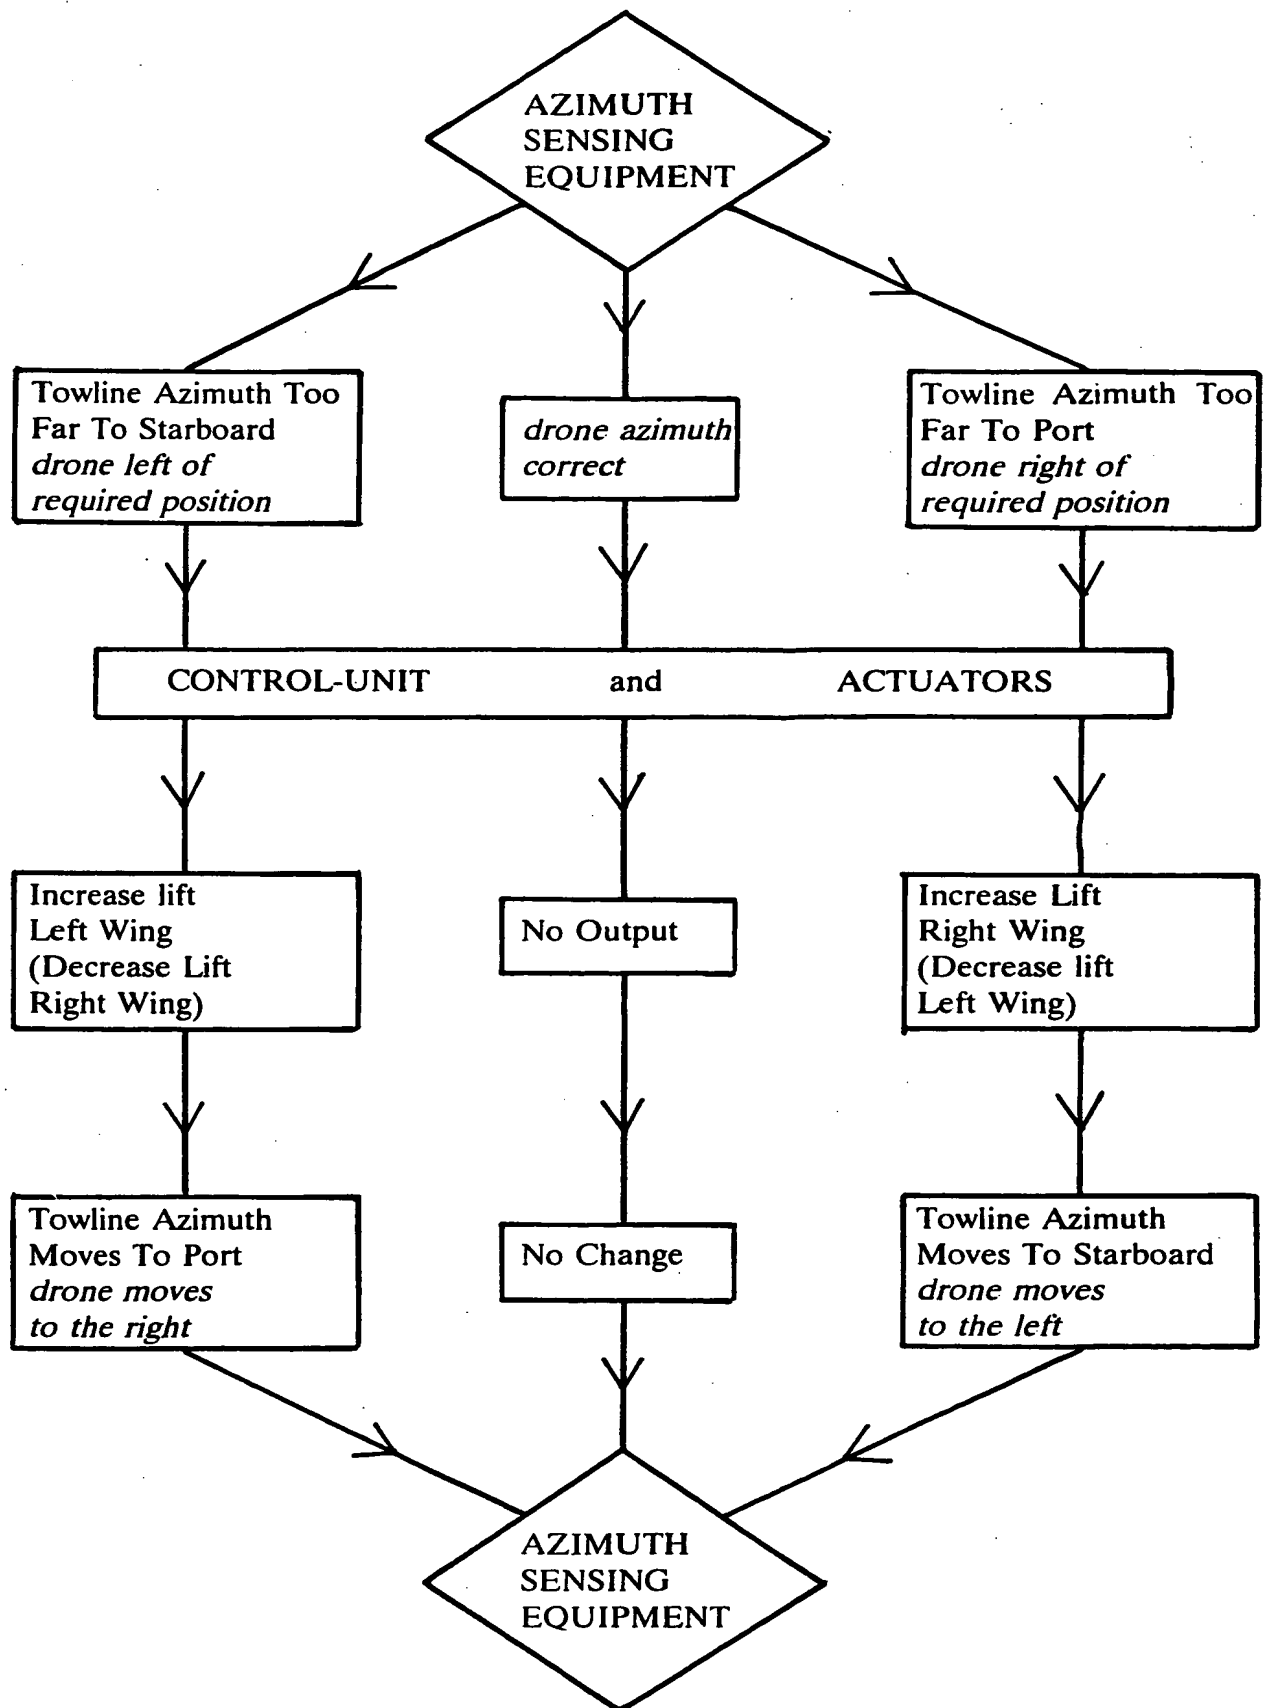 AZIMUTH
SENSING
EQUIPMENT
Towline Azimuth Too
Far To Starboard
drone left of
required position
drone azimuth
correct
Towline Azimuth Too
Far To Port
drone right of
required position
CONTROL-UNIT and ACTUATORS
Increase lift
Left Wing
(Decrease Lift
Right Wing)
No Output
Increase Lift
Right Wing
(Decrease lift
Left Wing)
Towline Azimuth
Moves To Port
drone moves
to the right
No Change
Towline Azimuth
Moves To Starboard
drone moves
to the left
AZIMUTH
SENSING
EQUIPMENT